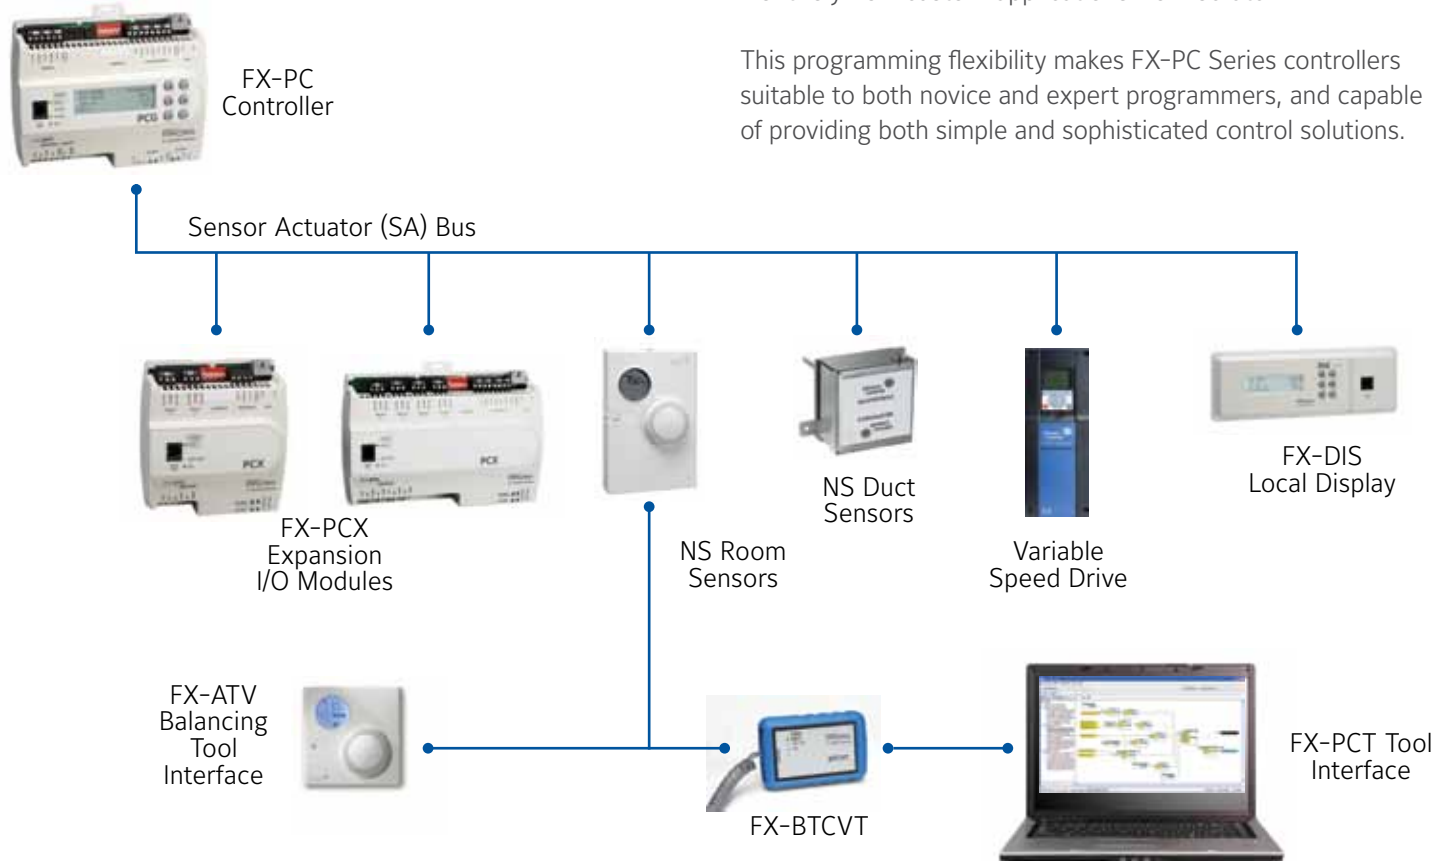 This programming flexibility makes FX-PC Series controllers
suitable to both novice and expert programmers, and capable
of providing both simple and sophisticated control solutions.
FX-PC
Controller
PCG
Sensor Actuator (SA) Bus
PCX
PCX
FX-PCX
Expansion
I/O Modules
NS Room
Sensors
NS Duct
Sensors
Variable
Speed Drive
FX-DIS
Local Display
FX-ATV
Balancing
Tool
Interface
FX-BTCVT
FX-PCT Tool
Interface